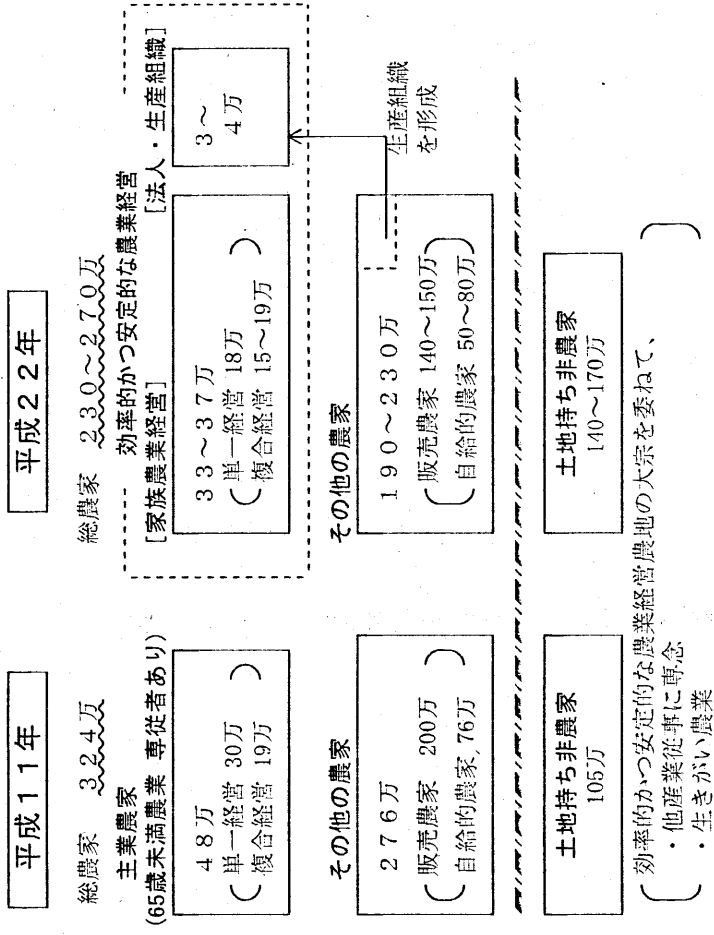 平成１１年
総農家 ３２４万
主業農家
(65歳未満農業 専従者あり)
４８万
単一経営 30万
複合経営 19万
その他の農家
２７６万
販売農家 200万
自給的農家 76万
土地持ち非農家
105万
平成２２年
総農家 ２３０～２７０万
効率的かつ安定的な農業経営
[家族農業経営]
[法人・生産組織]
３３～３７万
単一経営 18万
複合経営 15～19万
３～
４万
その他の農家
１９０～２３０万
販売農家 140～150万
自給的農家 50～80万
生産組織
を形成
土地持ち非農家
140～170万
効率的かつ安定的な農業経営農地の大宗を委ねて、
・他産業従事に専念
・生きがい農業